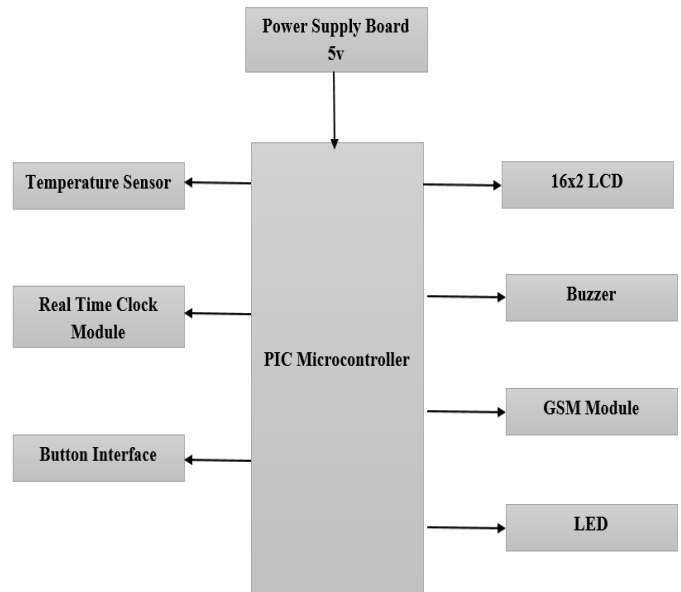 Power Supply Board
5v
Temperature Sensor
16x2 LCD
Real Time Clock
Module
Buzzer
PIC Microcontroller
GSM Module
Button Interface
LED